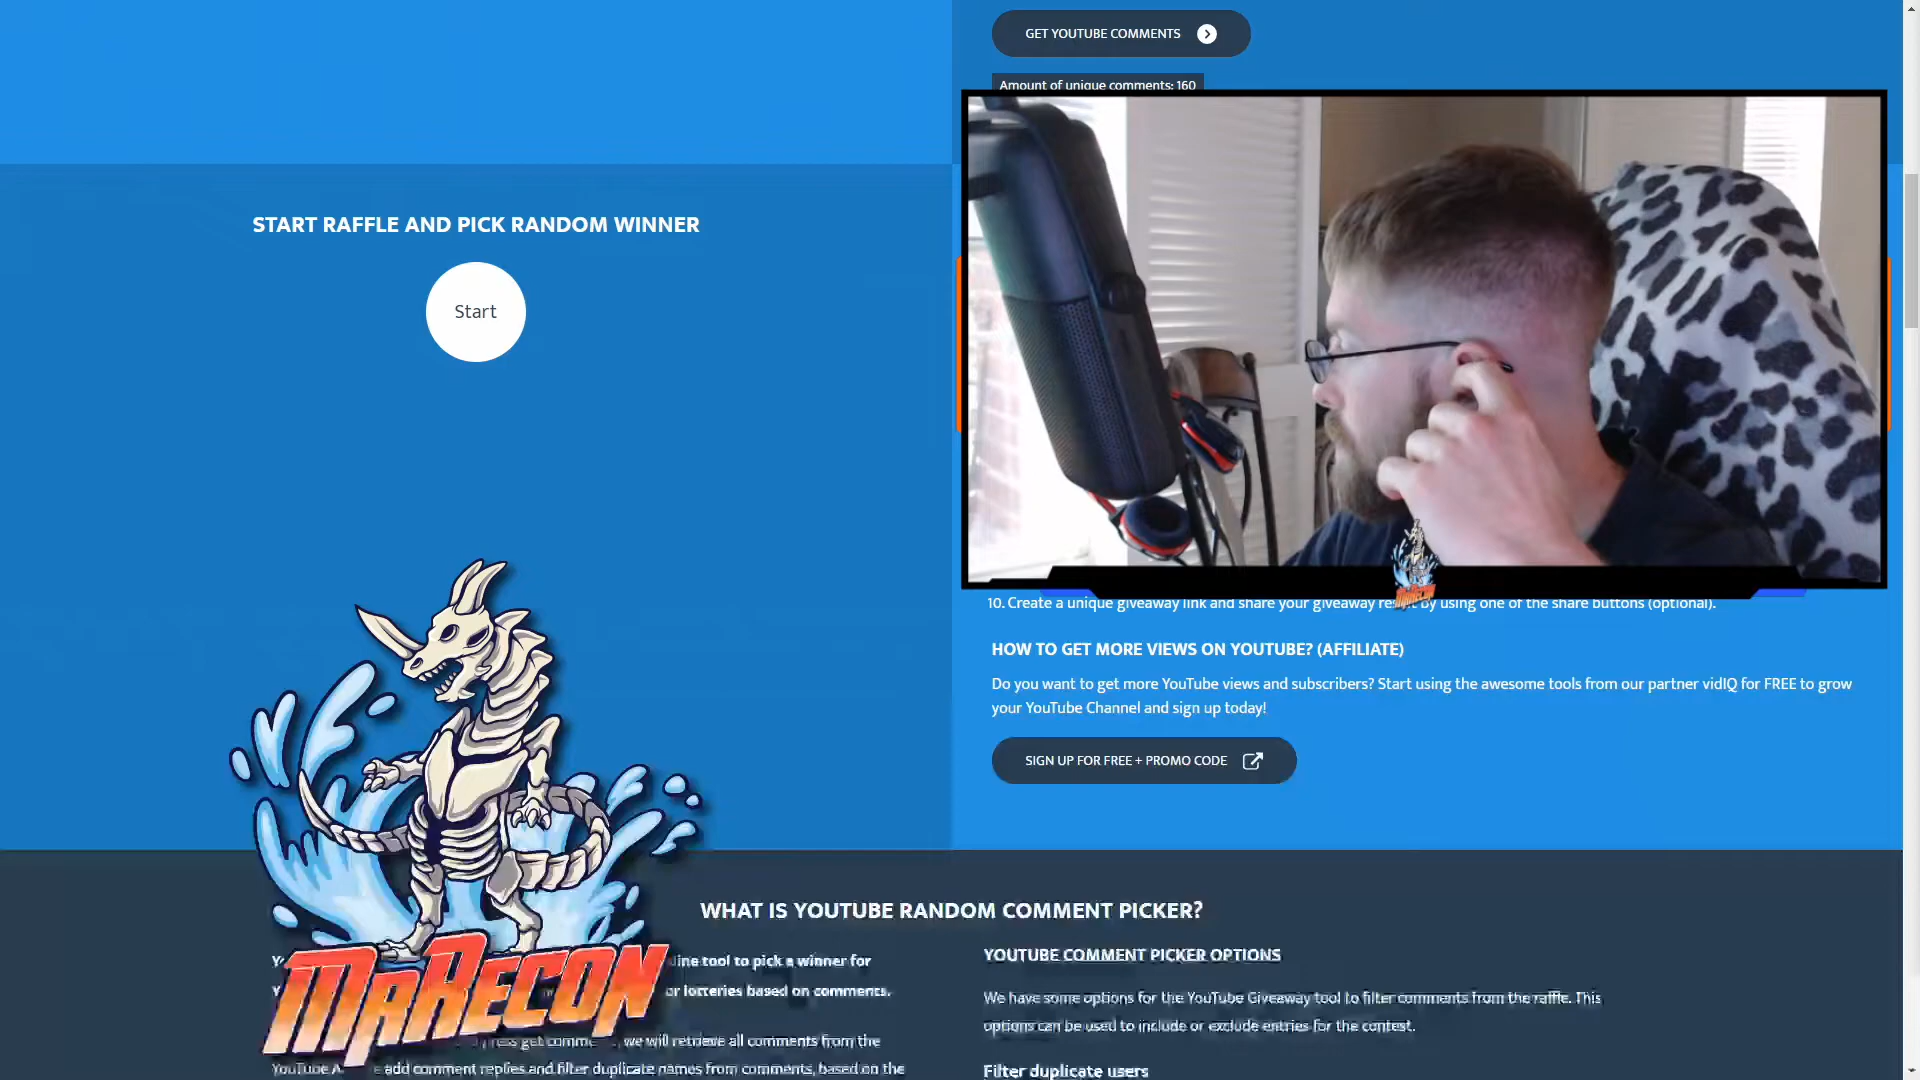 GET YOUTUBE COMMENTS
Amount of unique comments: 160
START RAFFLE AND PICK RANDOM WINNER
Start
10. Create a unique giveaway link and share your giveaway result by using one of the share buttons (optional).
HOW TO GET MORE VIEWS ON YOUTUBE? (AFFILIATE)
Do you want to get more YouTube views and subscribers? Start using the awesome tools from our partner vidIQ for FREE to grow
your YouTube Channel and sign up today!
SIGN UP FOR FREE + PROMO CODE
WHAT IS YOUTUBE RANDOM COMMENT PICKER?
tool to pick a winner for
or lotteries based on comments.
get we will retrieve all comments from the
YouTube add comment replies and filter duplicate names from comments, based on the
MRRECON
YOUTUBE COMMENT PICKER OPTIONS
We have some options for the YouTube Giveaway tool to filter comments from the raffle. This
options can be used to include or exclude entries for the contest.
Filter duplicate users
MRRECON